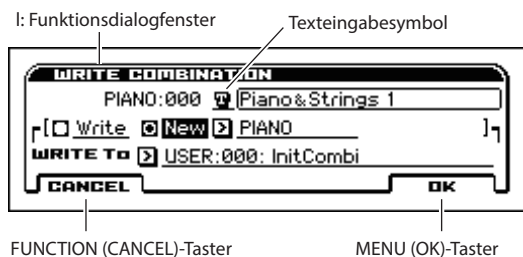 I: Funktionsdialogfenster
Texteingabesymbol
WRITE COMBINATION
PIANO:000 T Piano&Strings 1
Write New PIANO
WRITE To USER:000: InitCombi
CANCEL OK
FUNCTION (CANCEL)-Taster
MENU (OK)-Taster